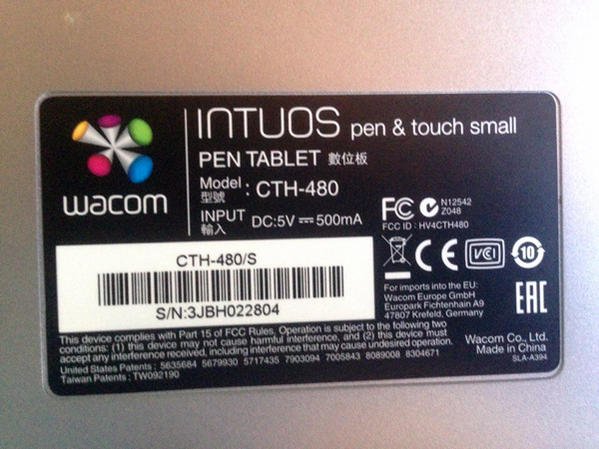 wacom
INTUOS pen & touch small
PEN TABLET 數位板
Model 型號 : CTH-480
INPUT 輸入 DC:5V ⎓ 500mA
FC CE N12542
Z048
FCC ID : HV4CTH480
VCI 10
CTH-480/S
S/N:3JBH022804
For imports into the EU:
Wacom Europe GmbH
Europark Fichtenhain A9
47807 Krefeld, Germany
EAC
This device complies with Part 15 of FCC Rules. Operation is subject to the following two
conditions: (1) this device may not cause harmful interference, and (2) this device must
accept any interference received, including interference that may cause undesired operation.
United States Patents : 5635684 5679930 5717435 7903094 7005843 8089008 8304671
Taiwan Patents : TW092190
Wacom Co., Ltd.
Made in China
SLA-A394